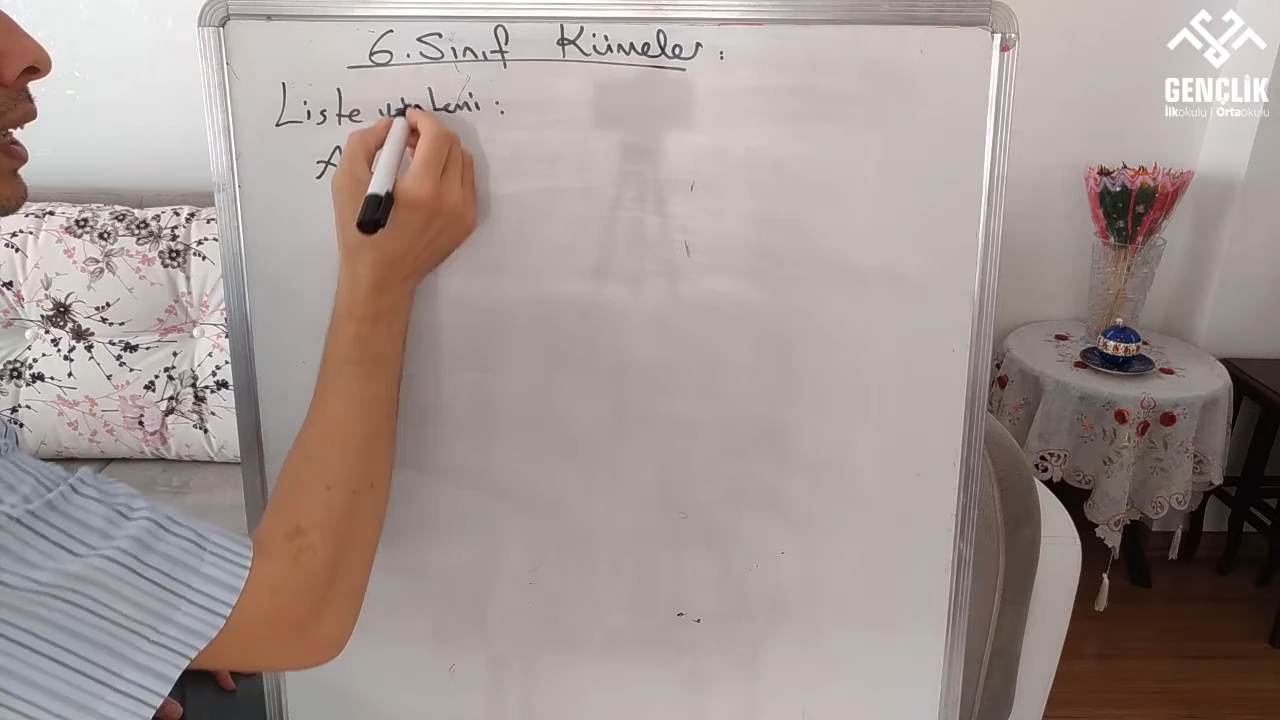 6. Sınıf Kümeler :
Liste yöntemi :
A
GENÇLİK
İlkokulu | Ortaokulu